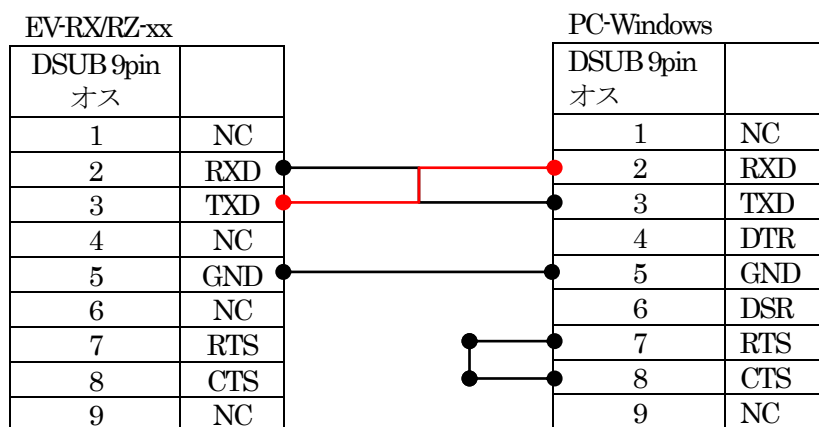 EV-RX/RZ-xx
DSUB 9pin
オス
1 NC
2 RXD
3 TXD
4 NC
5 GND
6 NC
7 RTS
8 CTS
9 NC
PC-Windows
DSUB 9pin
オス
1 NC
2 RXD
3 TXD
4 DTR
5 GND
6 DSR
7 RTS
8 CTS
9 NC